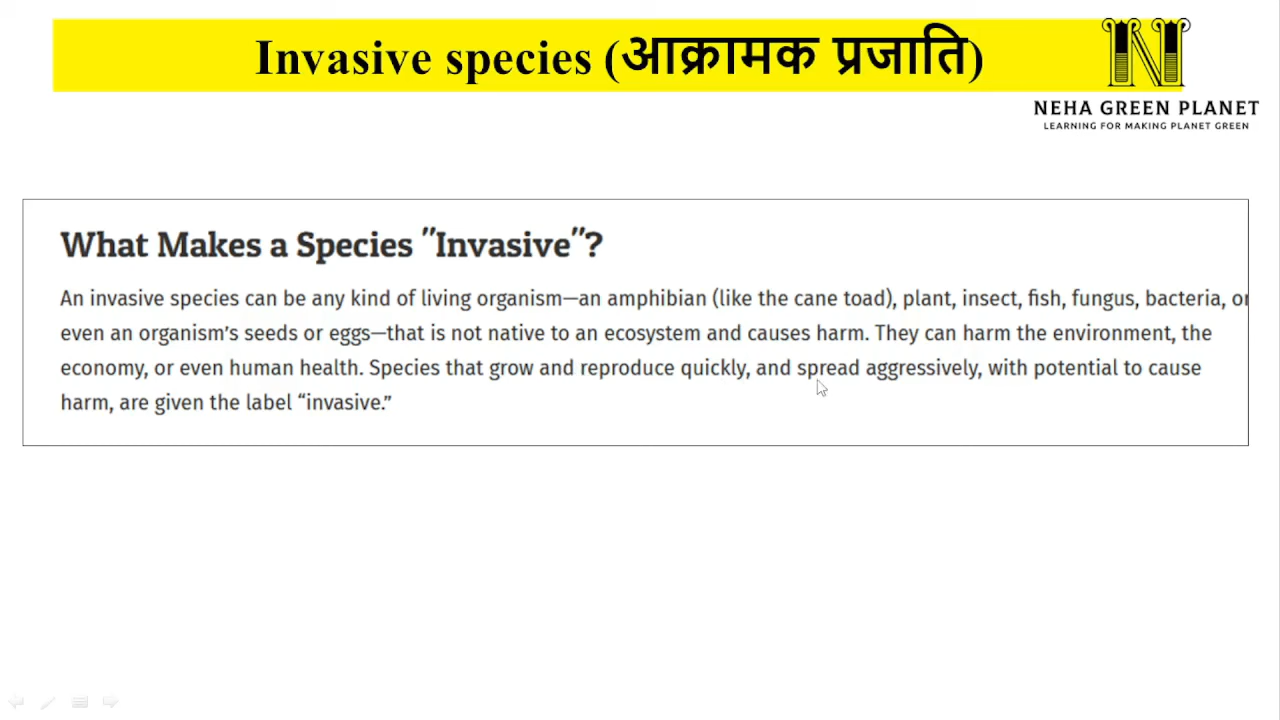 Invasive species (आक्रामक प्रजाति)
NEHA GREEN PLANET
LEARNING FOR MAKING PLANET GREEN
What Makes a Species "Invasive"?
An invasive species can be any kind of living organism—an amphibian (like the cane toad), plant, insect, fish, fungus, bacteria, or
even an organism’s seeds or eggs—that is not native to an ecosystem and causes harm. They can harm the environment, the
economy, or even human health. Species that grow and reproduce quickly, and spread aggressively, with potential to cause
harm, are given the label “invasive.”